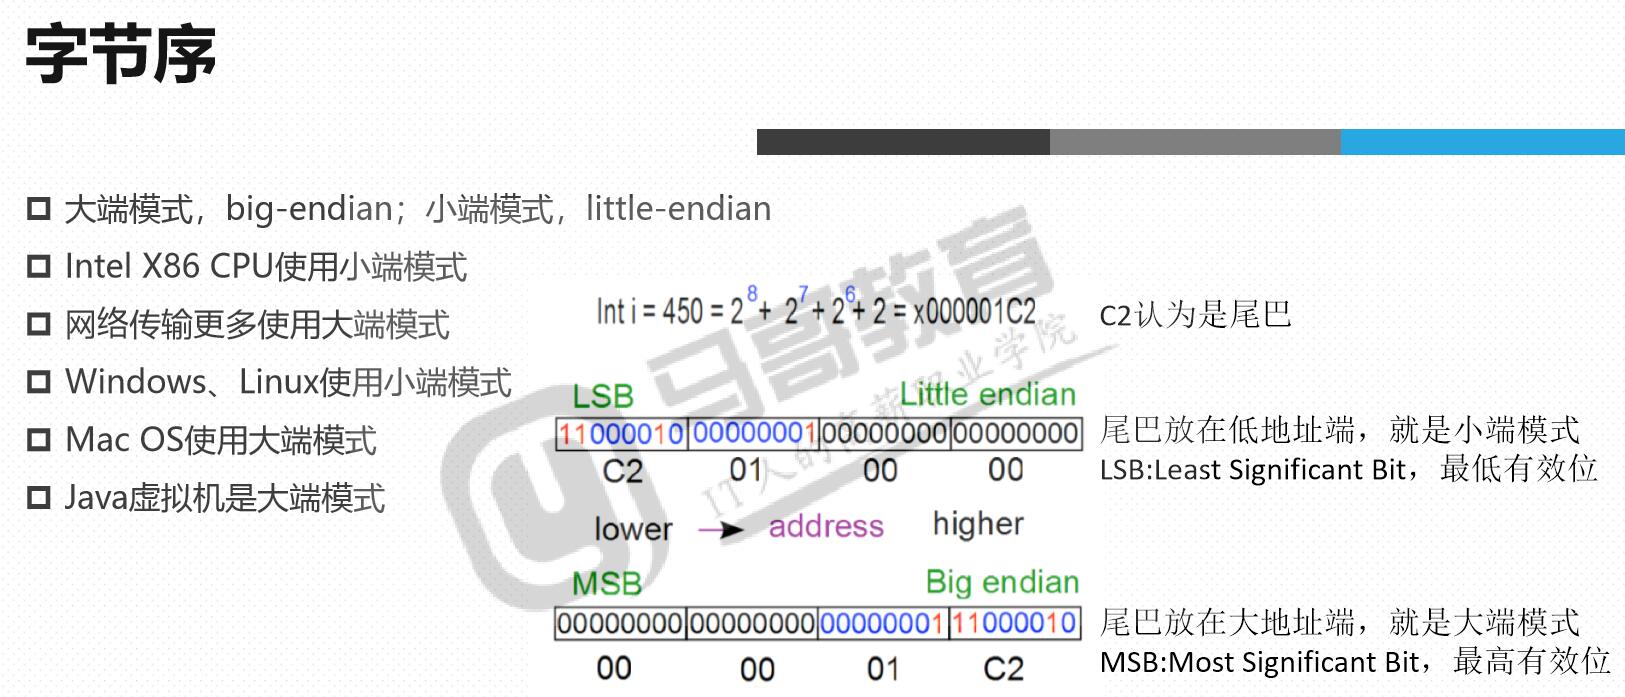 字节序
大端模式，big-endian；小端模式，little-endian
Intel X86 CPU使用小端模式
网络传输更多使用大端模式
Windows、Linux使用小端模式
Mac OS使用大端模式
Java虚拟机是大端模式
Int i = 450 = 2⁸ + 2⁷ + 2⁶ + 2 = x000001C2
C2认为是尾巴
LSB Little endian
11000010 00000001 00000000 00000000
C2 01 00 00
尾巴放在低地址端，就是小端模式
LSB:Least Significant Bit，最低有效位
lower address higher
MSB Big endian
00000000 00000000 00000001 11000010
00 00 01 C2
尾巴放在大地址端，就是大端模式
MSB:Most Significant Bit，最高有效位
马哥教育
IT人的高薪职业学院